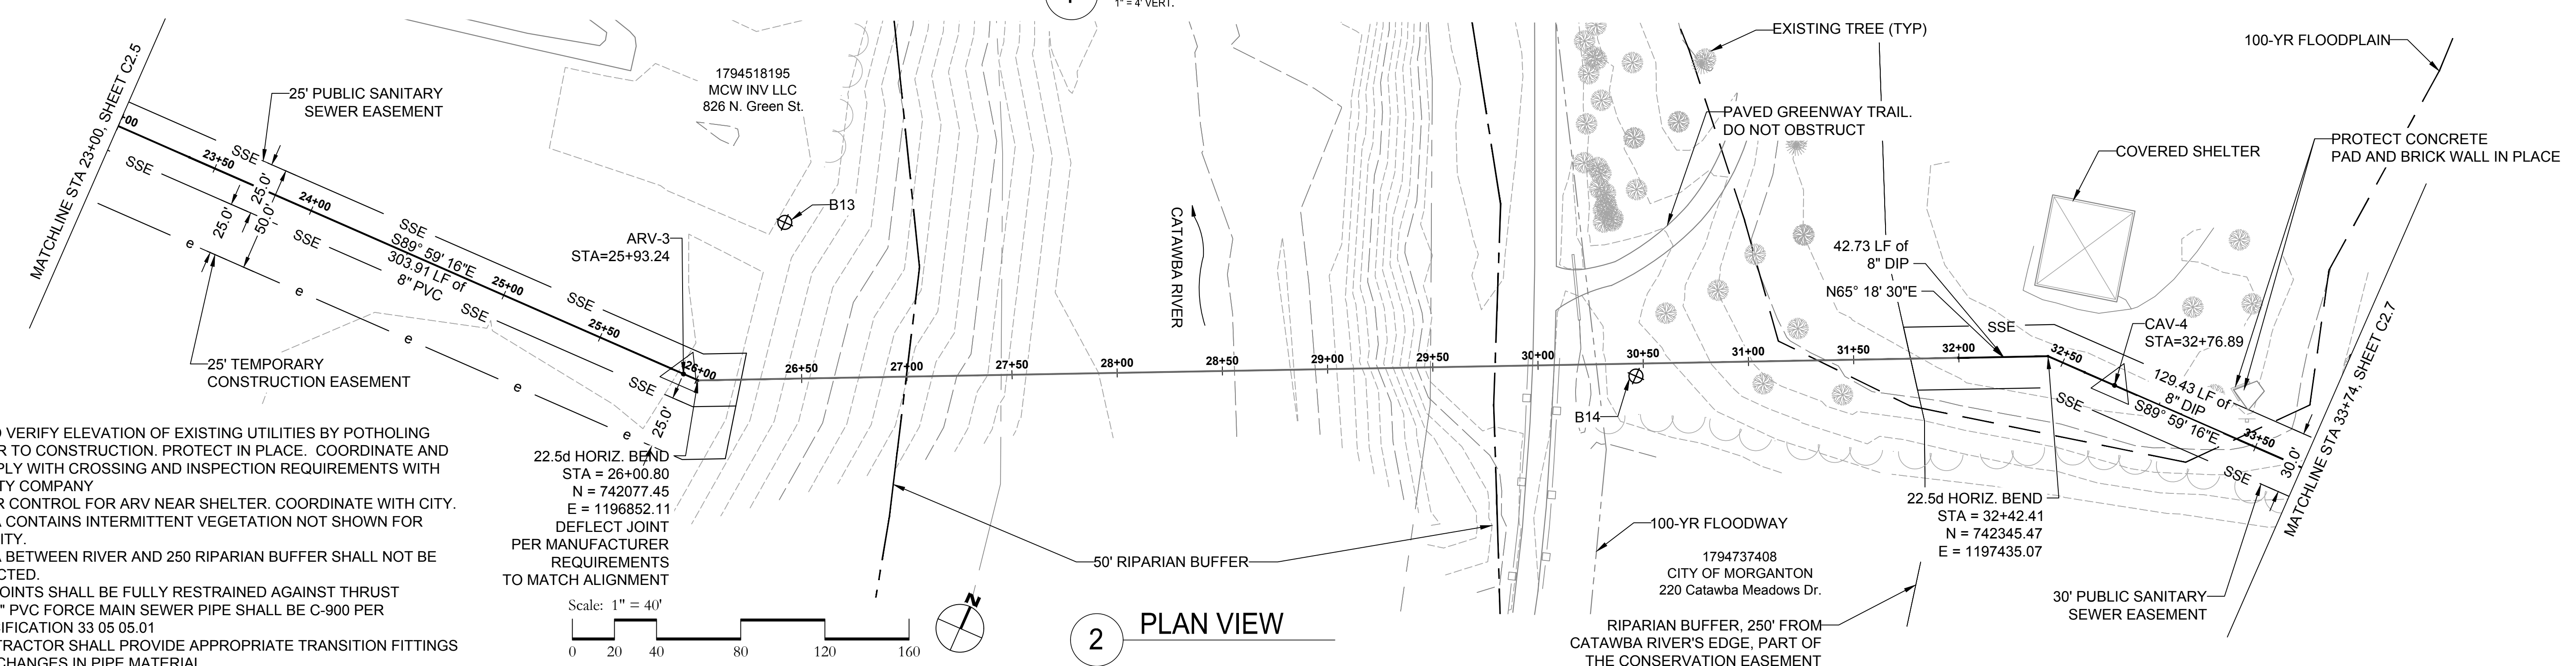 1" = 4' VERT.
MATCHLINE STA 23+00, SHEET C2.5
25' PUBLIC SANITARY
SEWER EASEMENT
1794518195
MCW INV LLC
826 N. Green St.
EXISTING TREE (TYP)
100-YR FLOODPLAIN
PAVED GREENWAY TRAIL.
DO NOT OBSTRUCT
COVERED SHELTER
PROTECT CONCRETE
PAD AND BRICK WALL IN PLACE
+00
23+50
SSE
SSE
25.0'
25.0'
50.0'
24+00
SSE
SSE
S89° 59' 16"E
303.91 LF of
8" PVC
25+00
SSE
SSE
25+50
SSE
e
e
e
e
e
B13
ARV-3
STA=25+93.24
CATAWBA RIVER
42.73 LF of
8" DIP
N65° 18' 30"E
SSE
CAV-4
STA=32+76.89
25' TEMPORARY
CONSTRUCTION EASEMENT
26+00
26+50
27+00
27+50
28+00
28+50
29+00
29+50
30+00
30+50
31+00
31+50
32+00
32+50
129.43 LF of
8" DIP
S89° 59' 16"E
SSE
33+50
SSE
30.0'
MATCHLINE STA 33+74, SHEET C2.7
25.0'
B14
VERIFY ELEVATION OF EXISTING UTILITIES BY POTHOLING
R TO CONSTRUCTION. PROTECT IN PLACE. COORDINATE AND
PLY WITH CROSSING AND INSPECTION REQUIREMENTS WITH
TY COMPANY
R CONTROL FOR ARV NEAR SHELTER. COORDINATE WITH CITY.
A CONTAINS INTERMITTENT VEGETATION NOT SHOWN FOR
ITY.
A BETWEEN RIVER AND 250 RIPARIAN BUFFER SHALL NOT BE
CTED.
OINTS SHALL BE FULLY RESTRAINED AGAINST THRUST
" PVC FORCE MAIN SEWER PIPE SHALL BE C-900 PER
IFICATION 33 05 05.01
TRACTOR SHALL PROVIDE APPROPRIATE TRANSITION FITTINGS
CHANGES IN PIPE MATERIAL
22.5d HORIZ. BEND
STA = 26+00.80
N = 742077.45
E = 1196852.11
DEFLECT JOINT
PER MANUFACTURER
REQUIREMENTS
TO MATCH ALIGNMENT
50' RIPARIAN BUFFER
100-YR FLOODWAY
1794737408
CITY OF MORGANTON
220 Catawba Meadows Dr.
22.5d HORIZ. BEND
STA = 32+42.41
N = 742345.47
E = 1197435.07
30' PUBLIC SANITARY
SEWER EASEMENT
RIPARIAN BUFFER, 250' FROM
CATAWBA RIVER'S EDGE, PART OF
THE CONSERVATION EASEMENT
Scale: 1" = 40'
0 20 40 80 120 160
N
2 PLAN VIEW